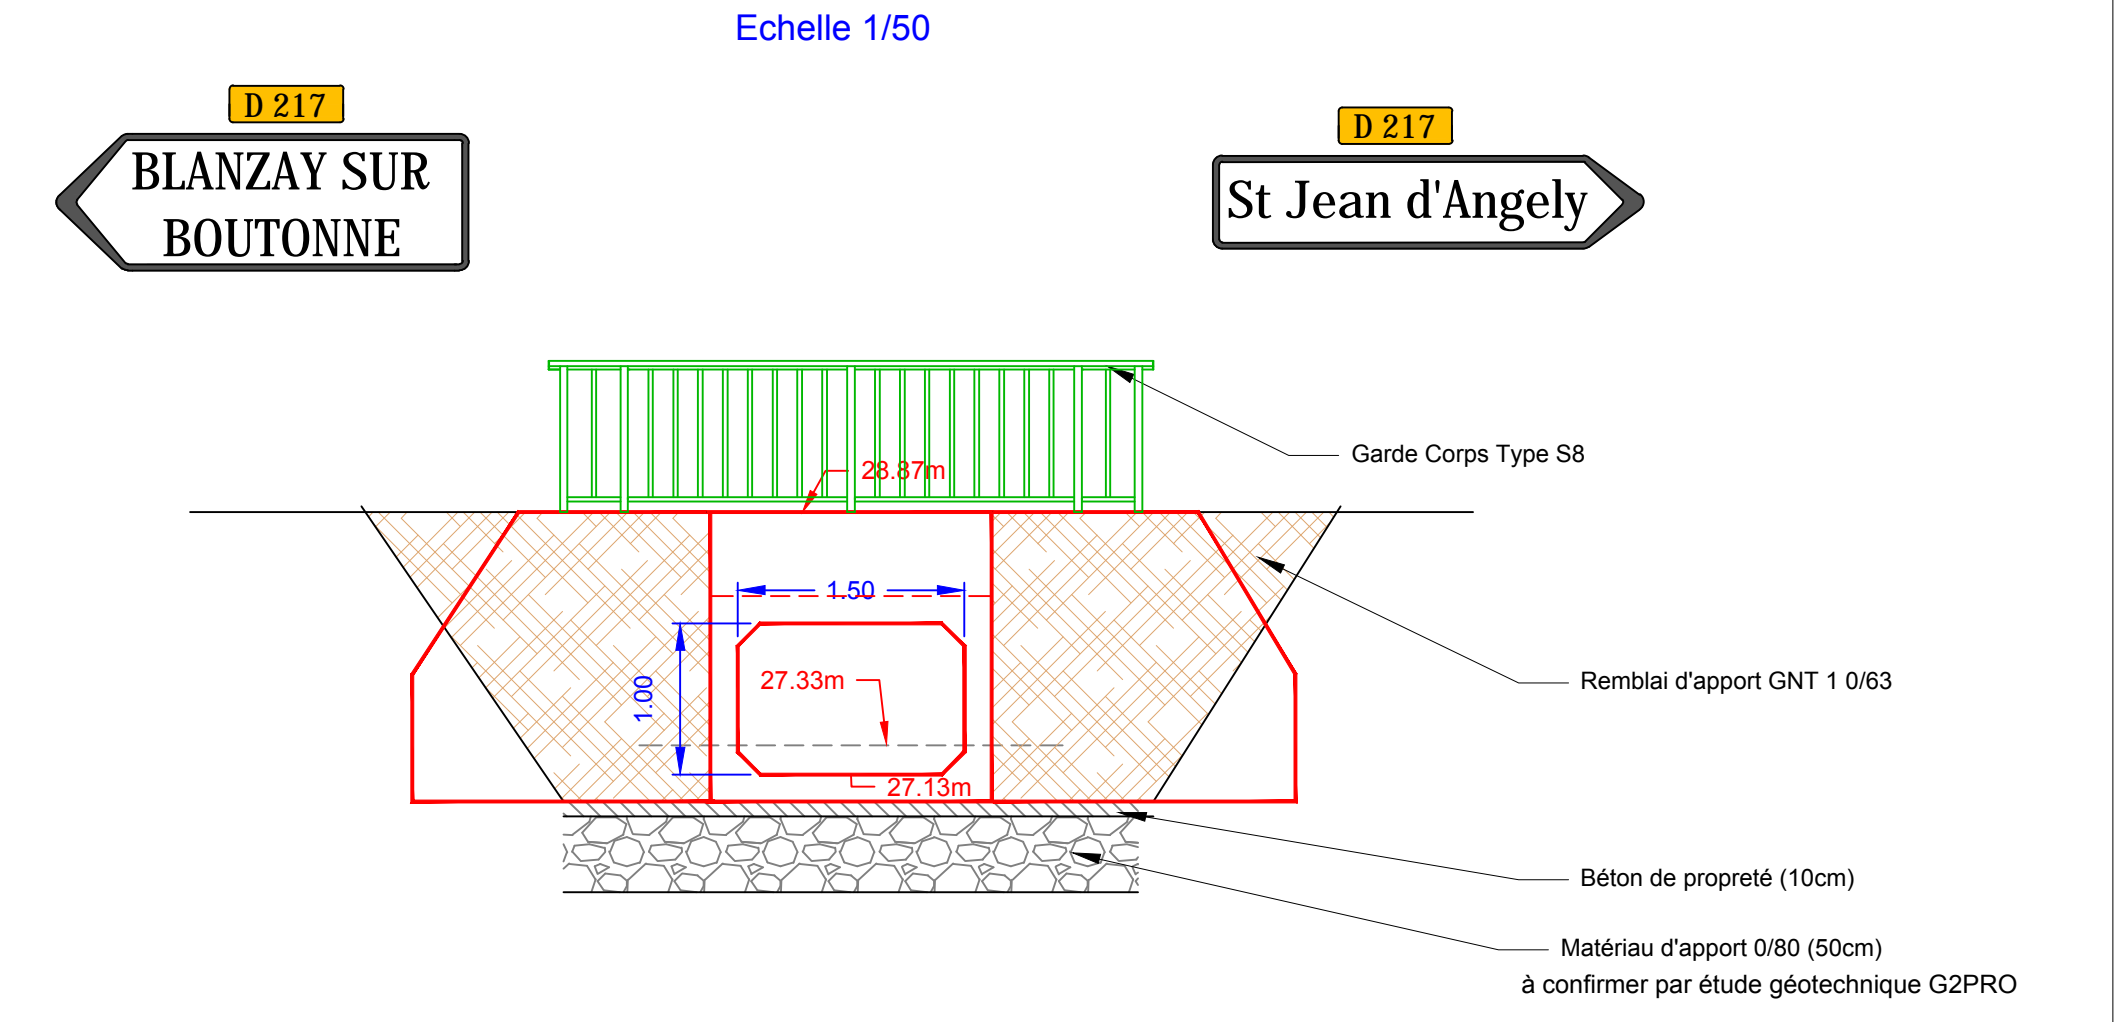 Echelle 1/50
D 217
BLANZAY SUR
BOUTONNE
D 217
St Jean d'Angely
Garde Corps Type S8
28.87m
1.50
1.00
27.33m
27.13m
Remblai d'apport GNT 1 0/63
Béton de propreté (10cm)
Matériau d'apport 0/80 (50cm)
à confirmer par étude géotechnique G2PRO